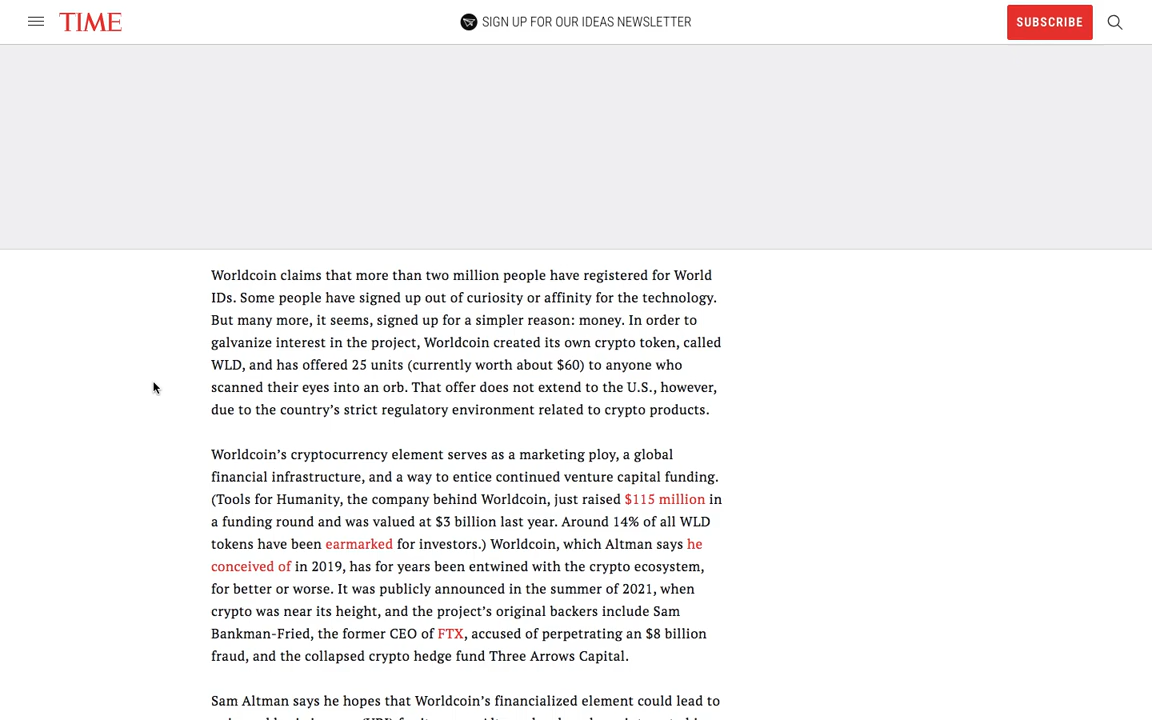 TIME
SIGN UP FOR OUR IDEAS NEWSLETTER
SUBSCRIBE
Worldcoin claims that more than two million people have registered for World
IDs. Some people have signed up out of curiosity or affinity for the technology.
But many more, it seems, signed up for a simpler reason: money. In order to
galvanize interest in the project, Worldcoin created its own crypto token, called
WLD, and has offered 25 units (currently worth about $60) to anyone who
scanned their eyes into an orb. That offer does not extend to the U.S., however,
due to the country’s strict regulatory environment related to crypto products.
Worldcoin’s cryptocurrency element serves as a marketing ploy, a global
financial infrastructure, and a way to entice continued venture capital funding.
(Tools for Humanity, the company behind Worldcoin, just raised $115 million in
a funding round and was valued at $3 billion last year. Around 14% of all WLD
tokens have been earmarked for investors.) Worldcoin, which Altman says he
conceived of in 2019, has for years been entwined with the crypto ecosystem,
for better or worse. It was publicly announced in the summer of 2021, when
crypto was near its height, and the project’s original backers include Sam
Bankman-Fried, the former CEO of FTX, accused of perpetrating an $8 billion
fraud, and the collapsed crypto hedge fund Three Arrows Capital.
Sam Altman says he hopes that Worldcoin’s financialized element could lead to